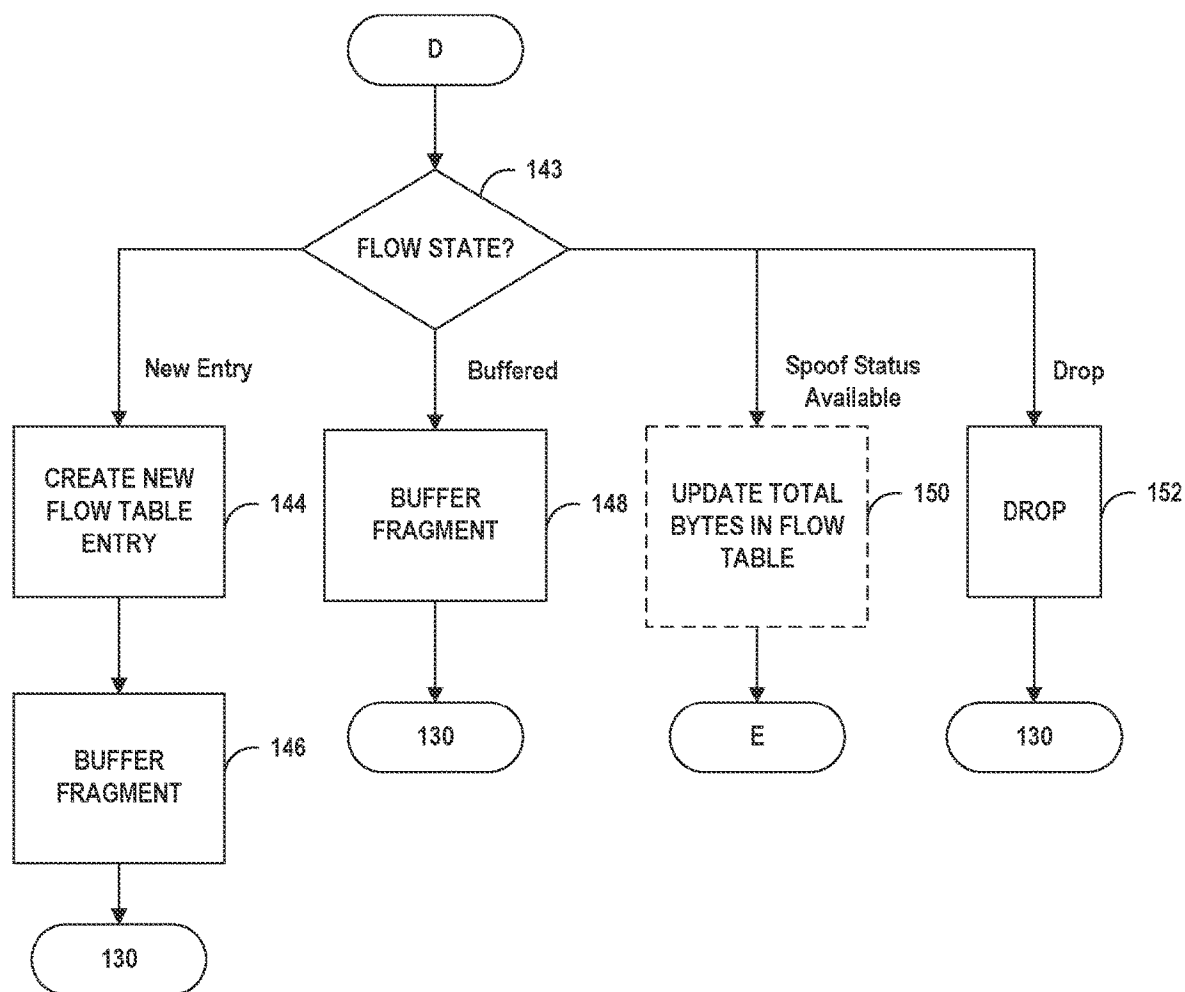 D
143
FLOW STATE?
New Entry
Buffered
Spoof Status
Available
Drop
CREATE NEW
FLOW TABLE
ENTRY
144
BUFFER
FRAGMENT
148
UPDATE TOTAL
BYTES IN FLOW
TABLE
150
DROP
152
BUFFER
FRAGMENT
146
130
E
130
130